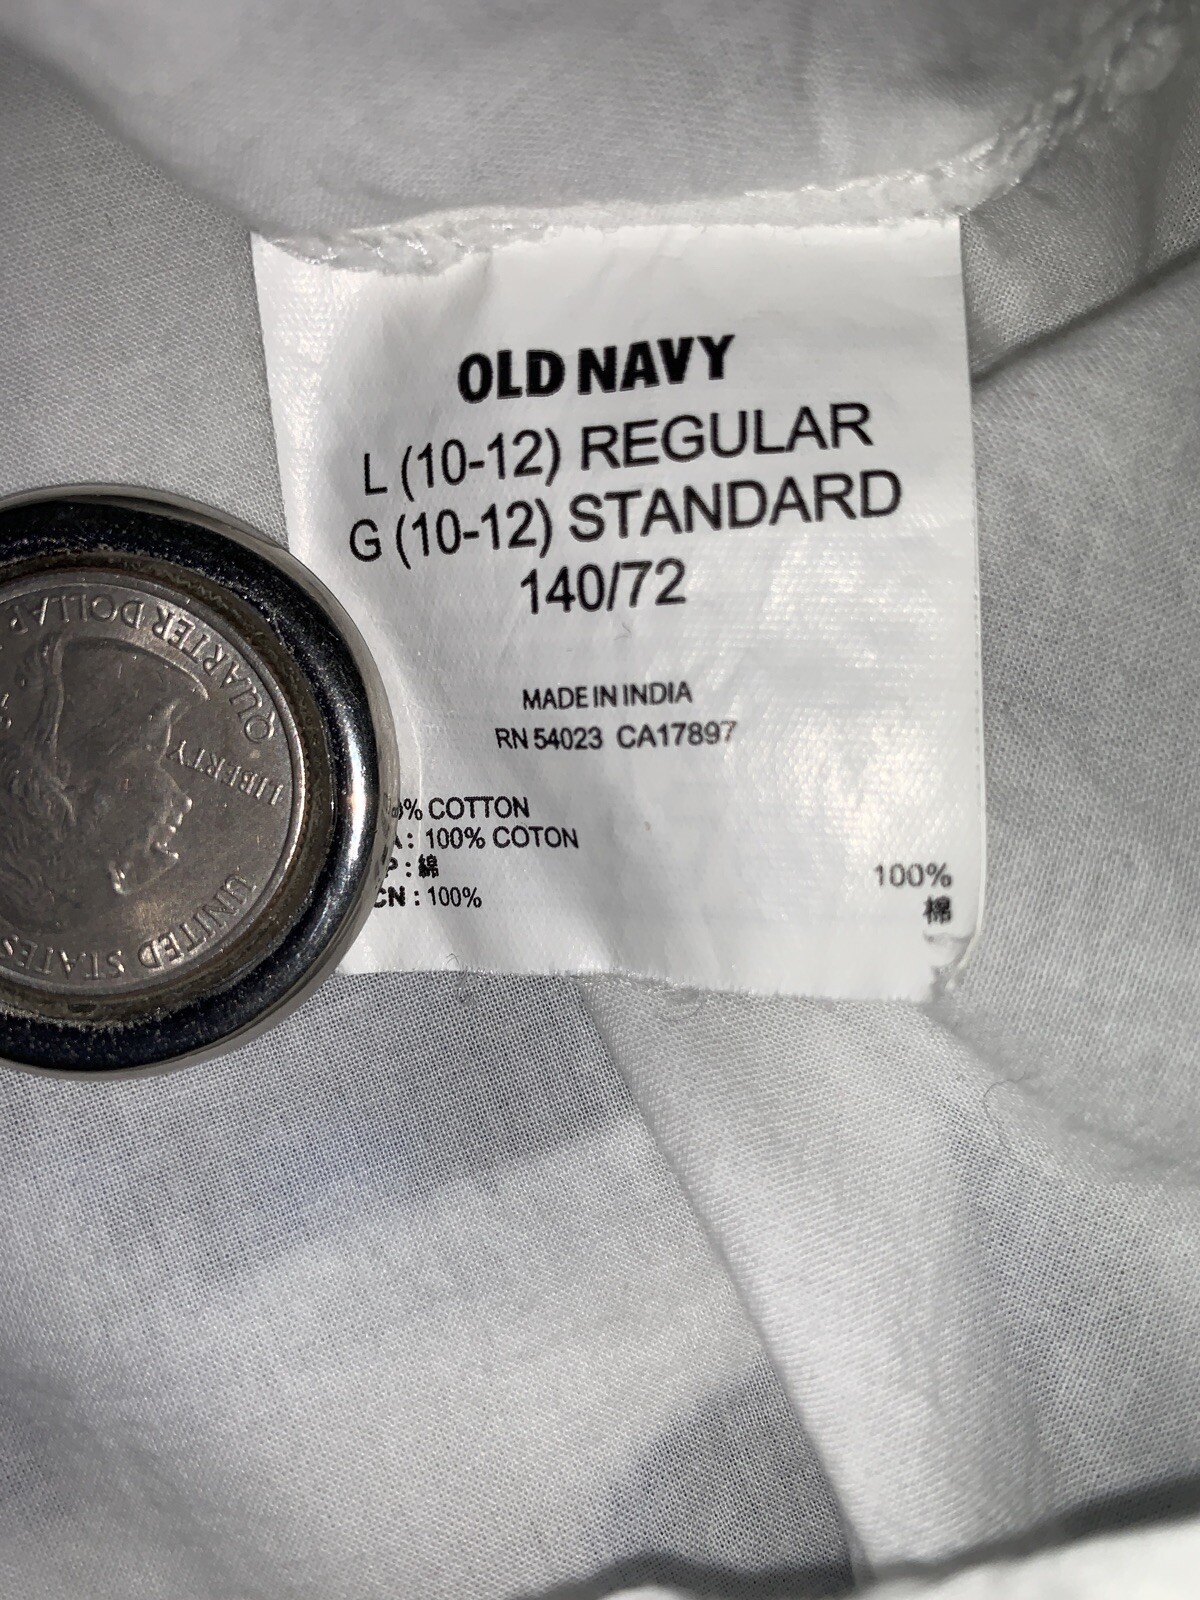 OLD NAVY
L (10-12) REGULAR
G (10-12) STANDARD
140/72
MADE IN INDIA
RN 54023 CA17897
% COTTON
: 100% COTON
P : 綿
CN : 100%
100%
棉
QUARTER DOLLAR
LIBERTY
UNITED STATES